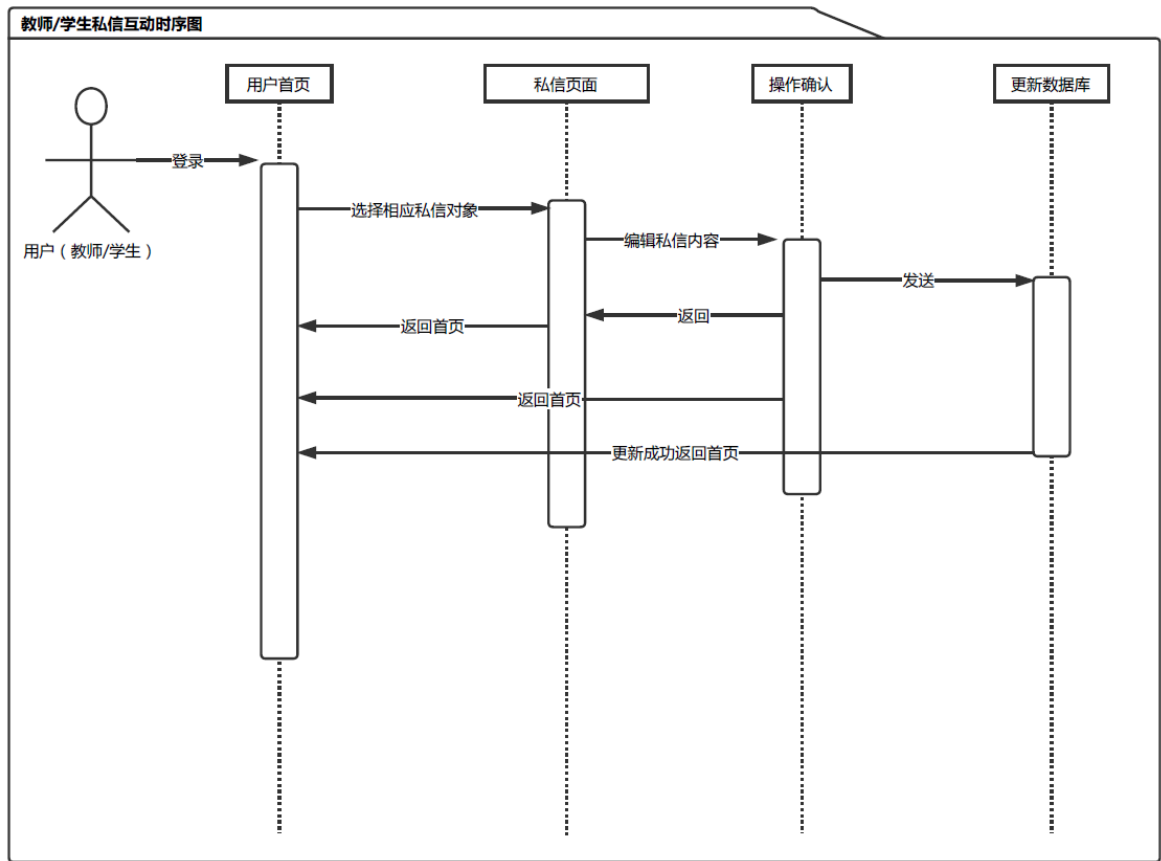 教师/学生私信互动时序图
用户首页
私信页面
操作确认
更新数据库
登录
选择相应私信对象
用户（教师/学生）
编辑私信内容
发送
返回
返回首页
返回首页
更新成功返回首页